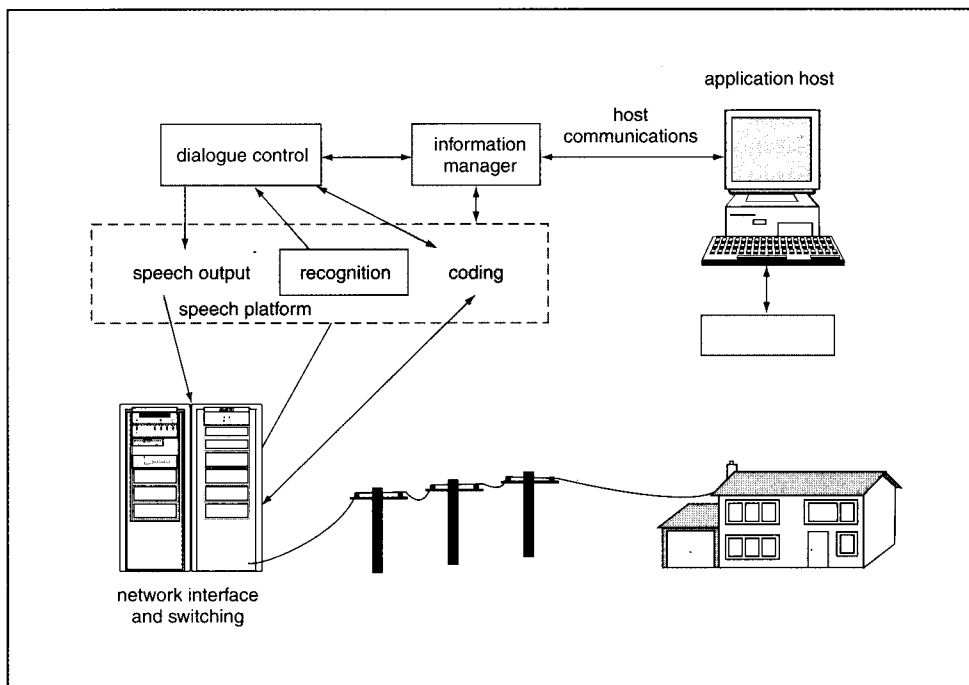 application host
host
communications
dialogue control
information
manager
speech output
recognition
coding
speech platform
network interface
and switching